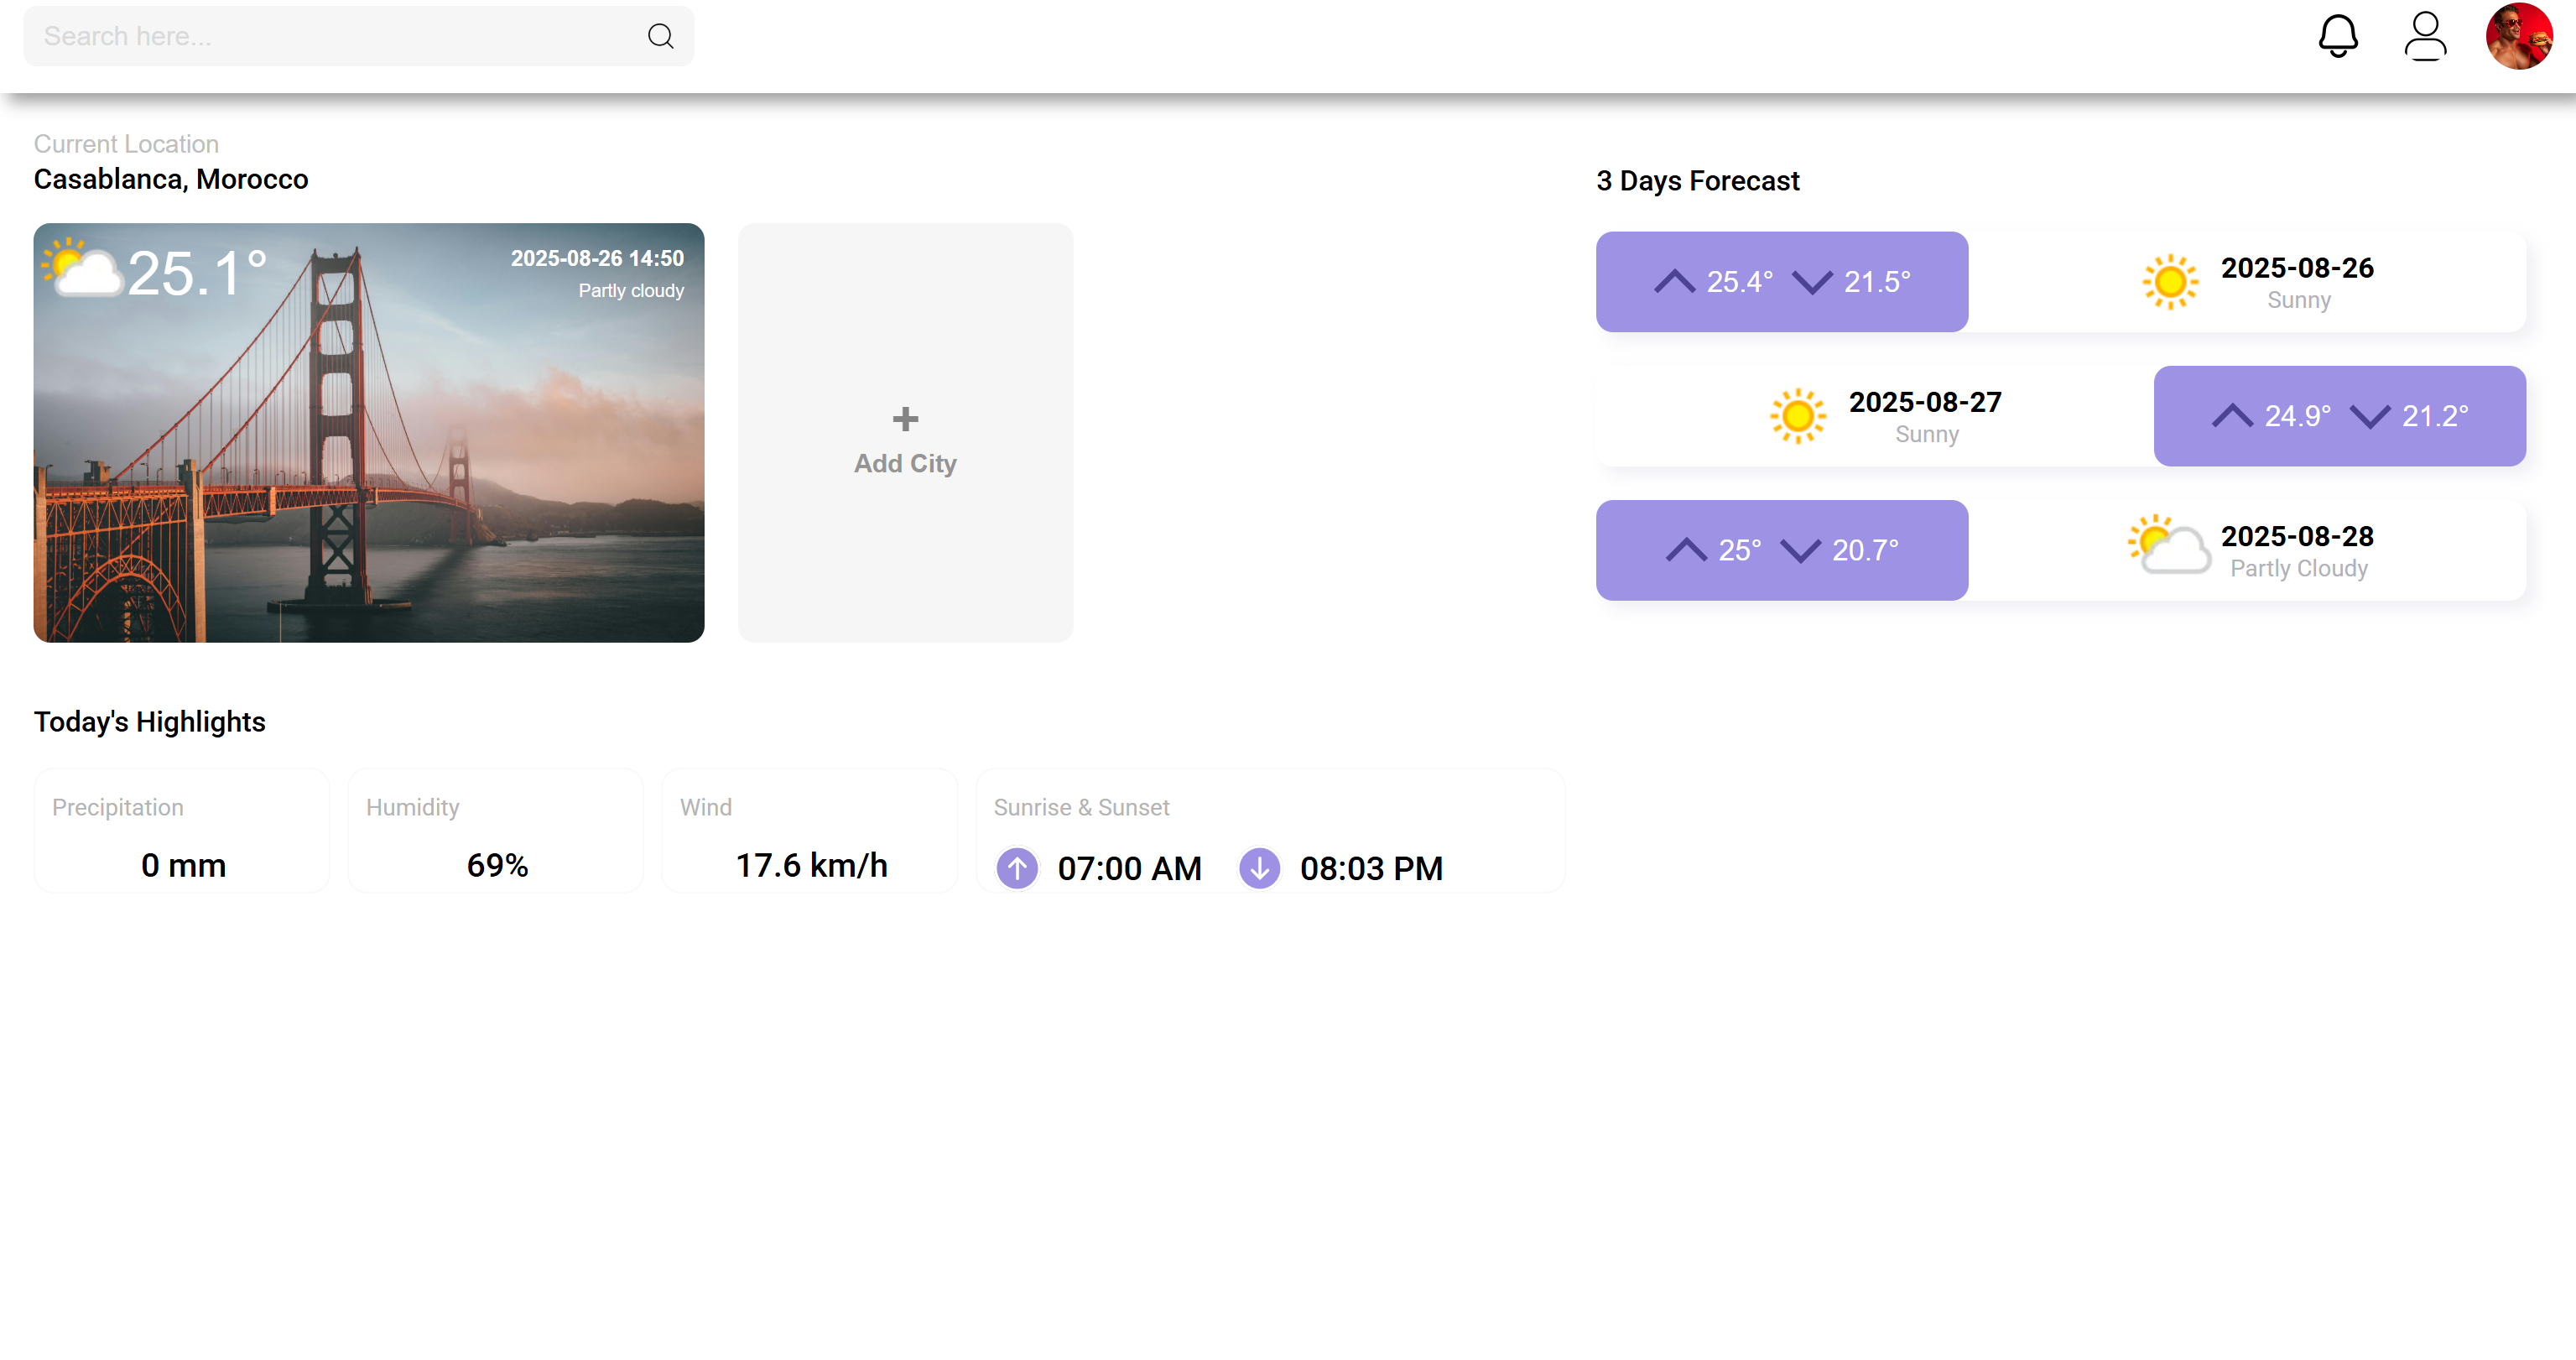 Search here...
Current Location
Casablanca, Morocco
25.1°
2025-08-26 14:50
Partly cloudy
+
Add City
3 Days Forecast
25.4° 21.5°
2025-08-26
Sunny
2025-08-27
Sunny
24.9° 21.2°
25° 20.7°
2025-08-28
Partly Cloudy
Today's Highlights
Precipitation
0 mm
Humidity
69%
Wind
17.6 km/h
Sunrise & Sunset
07:00 AM 08:03 PM